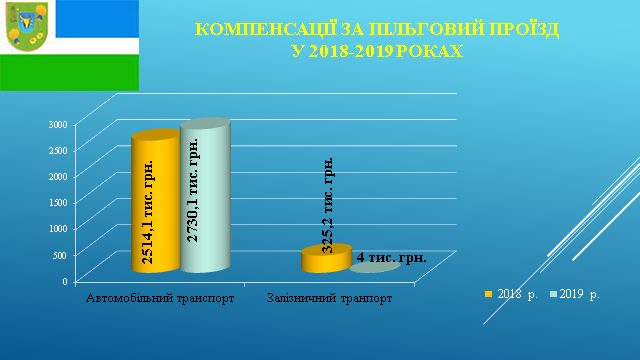 КОМПЕНСАЦІЇ ЗА ПІЛЬГОВИЙ ПРОЇЗД
У 2018-2019 РОКАХ
3000
2500
2000
1500
1000
500
0
2514,1 тис. грн.
2730,1 тис. грн.
325,2 тис. грн.
4 тис. грн.
Автомобільний транспорт
Залізничний транпорт
2018 р.
2019 р.